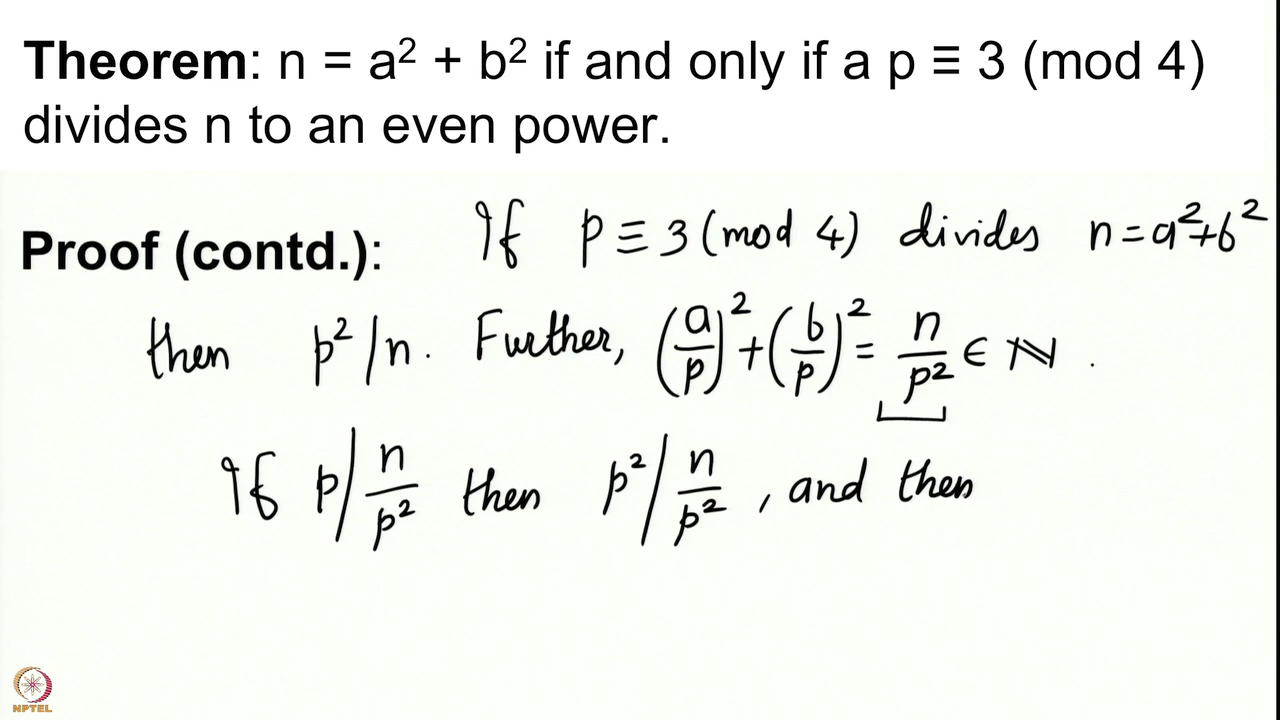 Theorem: n = a² + b² if and only if a p ≡ 3 (mod 4)
divides n to an even power.
Proof (contd.): If p ≡ 3 (mod 4) divides n = a² + b²
then p² | n. Further, (a/p)² + (b/p)² = n/p² ∈ ℕ.
If p | n/p² then p² | n/p², and then
NPTEL